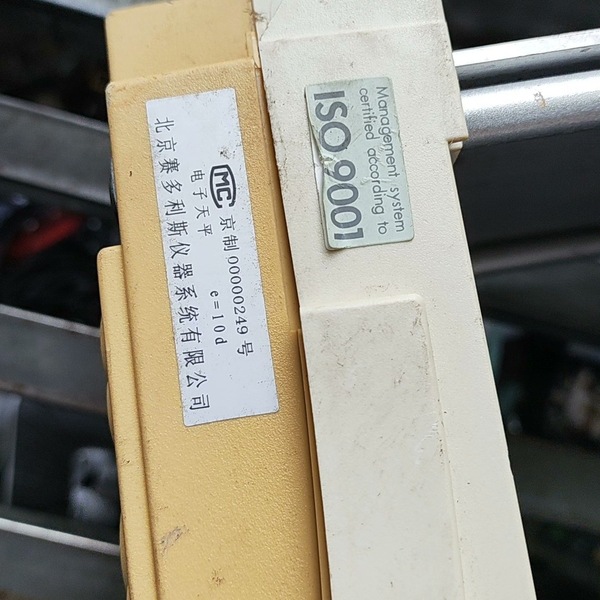 MC 京制00000249号
电子天平 e=10d
北京赛多利斯仪器系统有限公司
Management system
certified according to
ISO 9001